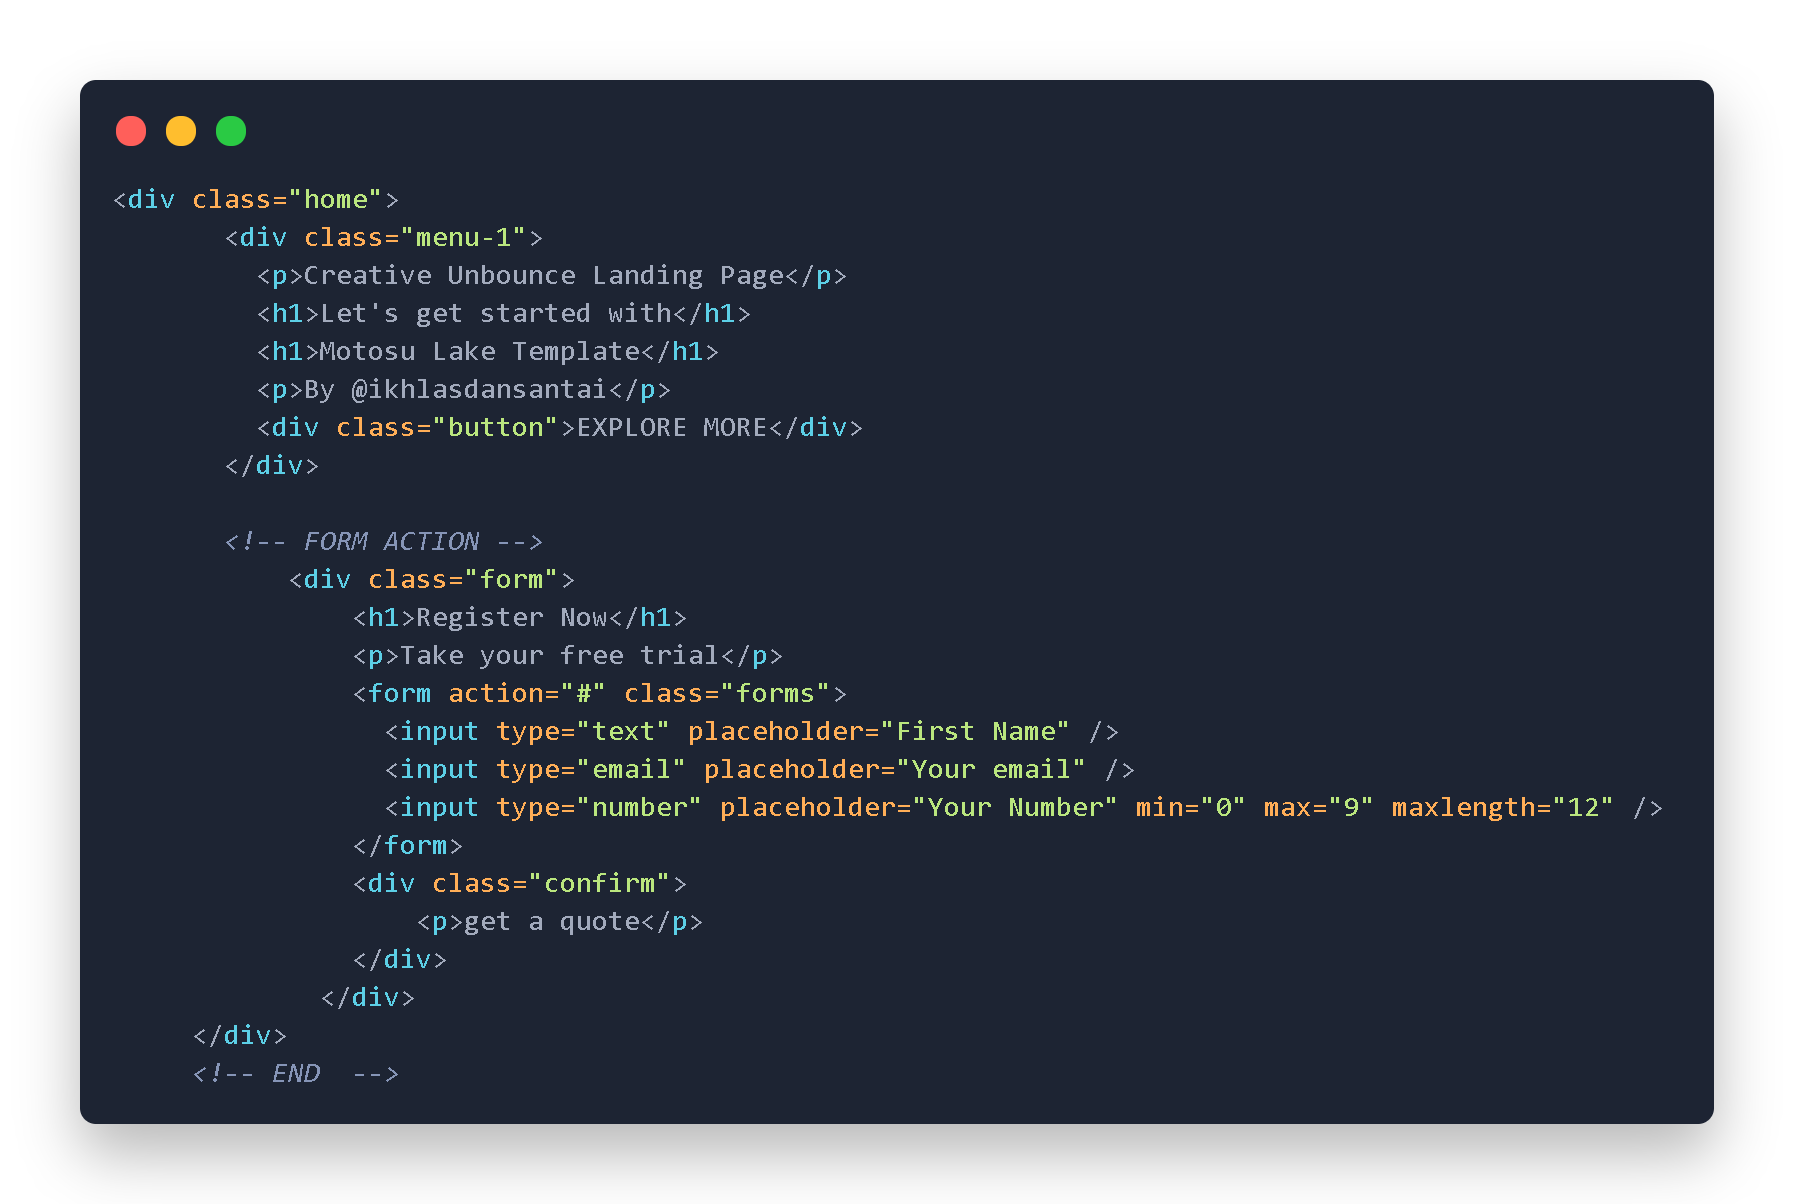 <div class="home">
<div class="menu-1">
<p>Creative Unbounce Landing Page</p>
<h1>Let's get started with</h1>
<h1>Motosu Lake Template</h1>
<p>By @ikhlasdansantai</p>
<div class="button">EXPLORE MORE</div>
</div>
<!-- FORM ACTION -->
<div class="form">
<h1>Register Now</h1>
<p>Take your free trial</p>
<form action="#" class="forms">
<input type="text" placeholder="First Name" />
<input type="email" placeholder="Your email" />
<input type="number" placeholder="Your Number" min="0" max="9" maxlength="12" />
</form>
<div class="confirm">
<p>get a quote</p>
</div>
</div>
</div>
<!-- END  -->